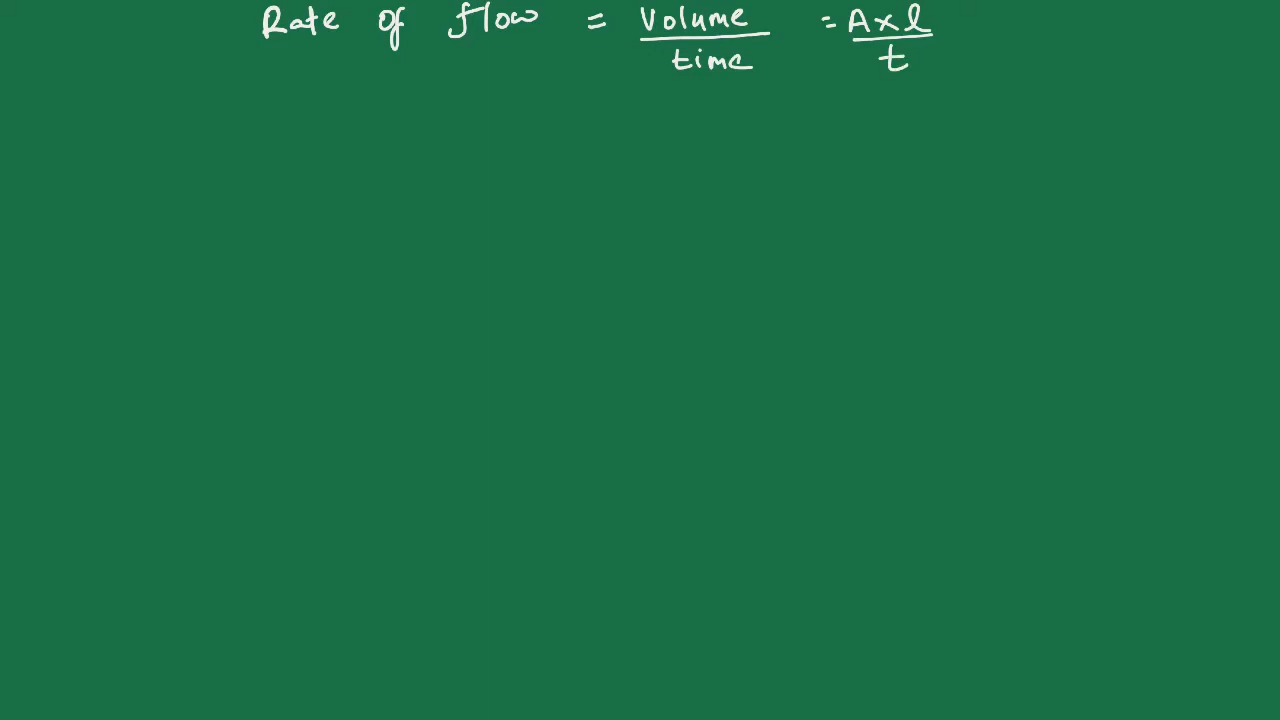 Rate of flow = Volume / time = A x l / t